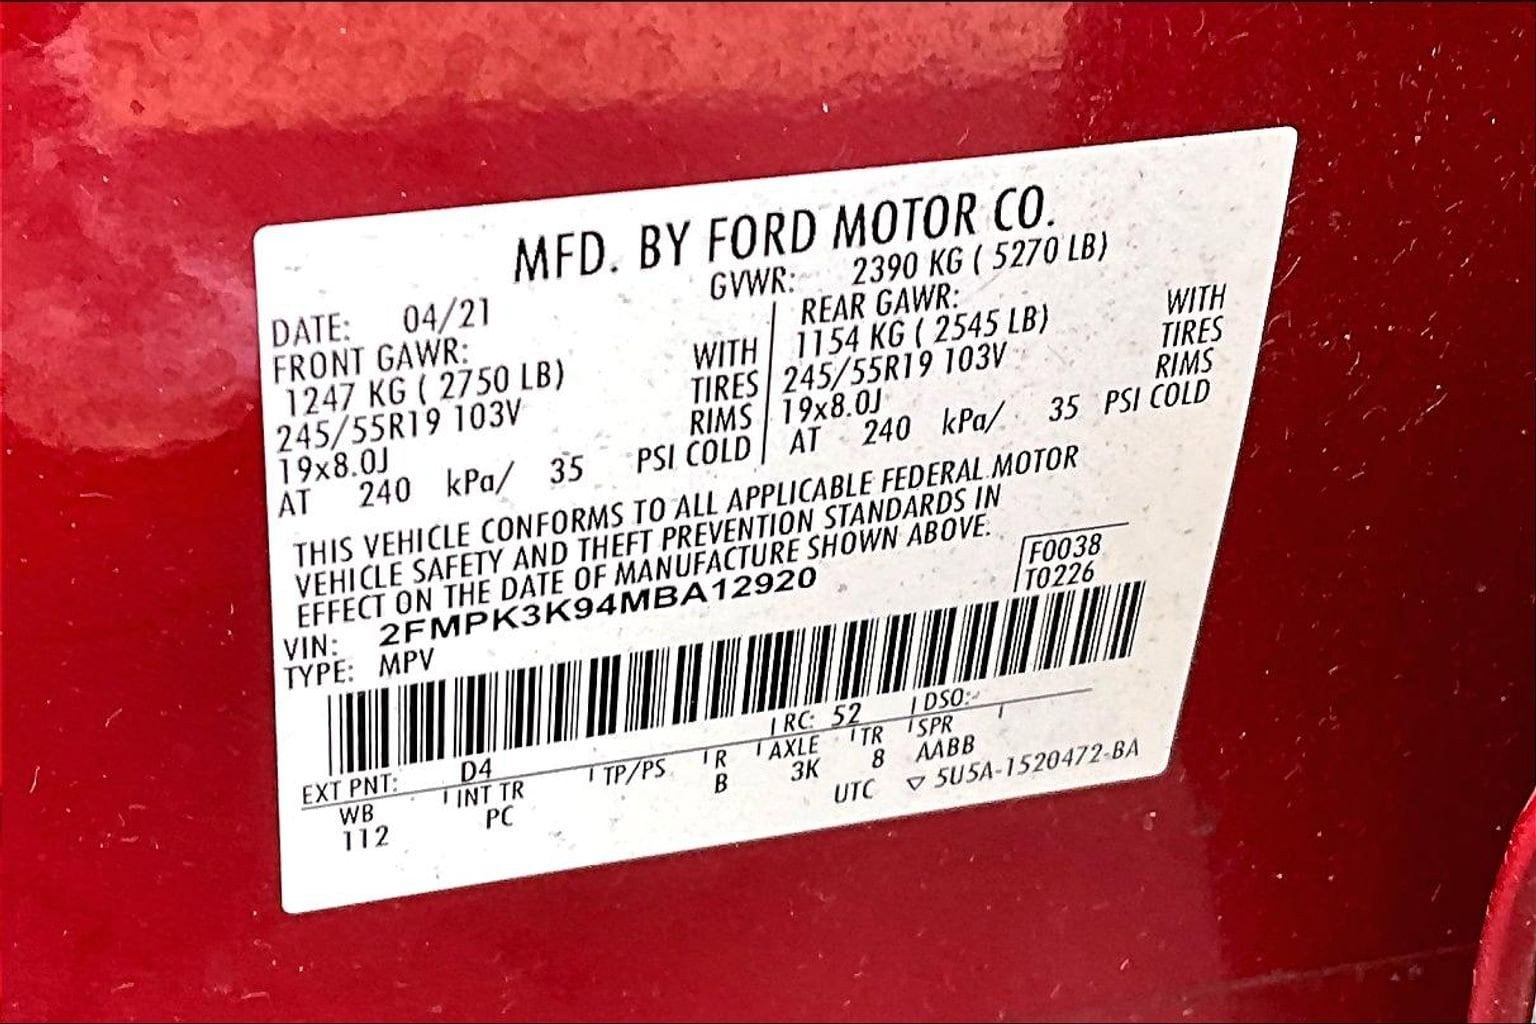 MFD. BY FORD MOTOR CO.
DATE: 04/21 GVWR: 2390 KG ( 5270 LB)
FRONT GAWR: REAR GAWR:
1247 KG ( 2750 LB) WITH 1154 KG ( 2545 LB) WITH
245/55R19 103V TIRES 245/55R19 103V TIRES
19x8.0J RIMS 19x8.0J RIMS
AT 240 kPa/ 35 PSI COLD AT 240 kPa/ 35 PSI COLD
THIS VEHICLE CONFORMS TO ALL APPLICABLE FEDERAL MOTOR
VEHICLE SAFETY AND THEFT PREVENTION STANDARDS IN
EFFECT ON THE DATE OF MANUFACTURE SHOWN ABOVE.
VIN: 2FMPK3K94MBA12920 F0038
TYPE: MPV T0226
EXT PNT: D4 RC: 52 DSO:
WB INT TR TP/PS R AXLE TR SPR
112 PC B 3K 8 AABB
UTC ▽ 5U5A-1520472-BA